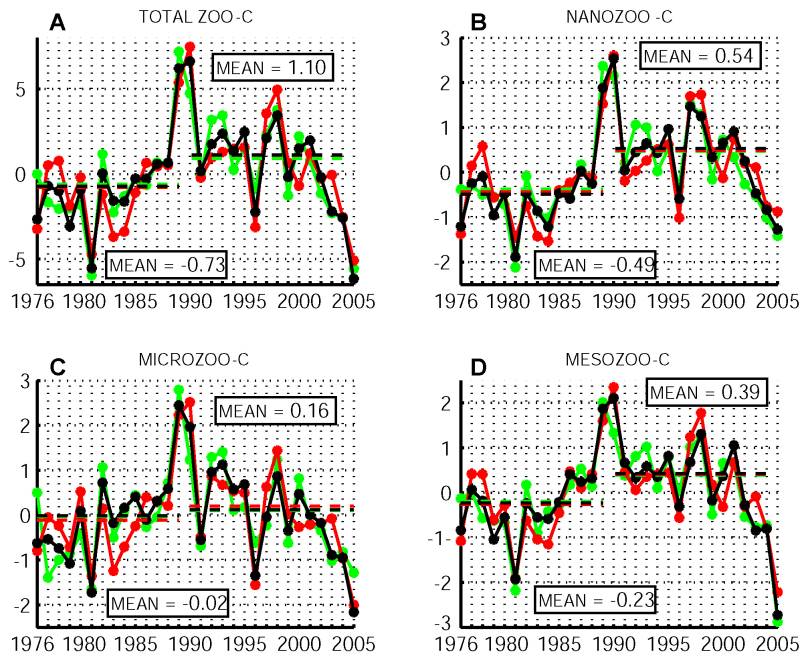 A TOTAL ZOO-C
MEAN = 1.10
5
0
-5
MEAN = -0.73
1976 1980 1985 1990 1995 2000 2005
B NANOZOO -C
3
MEAN = 0.54
2
1
0
-1
-2
MEAN = -0.49
1976 1980 1985 1990 1995 2000 2005
C MICROZOO-C
3
MEAN = 0.16
2
1
0
-1
-2
MEAN = -0.02
1976 1980 1985 1990 1995 2000 2005
D MESOZOO-C
MEAN = 0.39
2
1
0
-1
-2
MEAN = -0.23
-3
1976 1980 1985 1990 1995 2000 2005